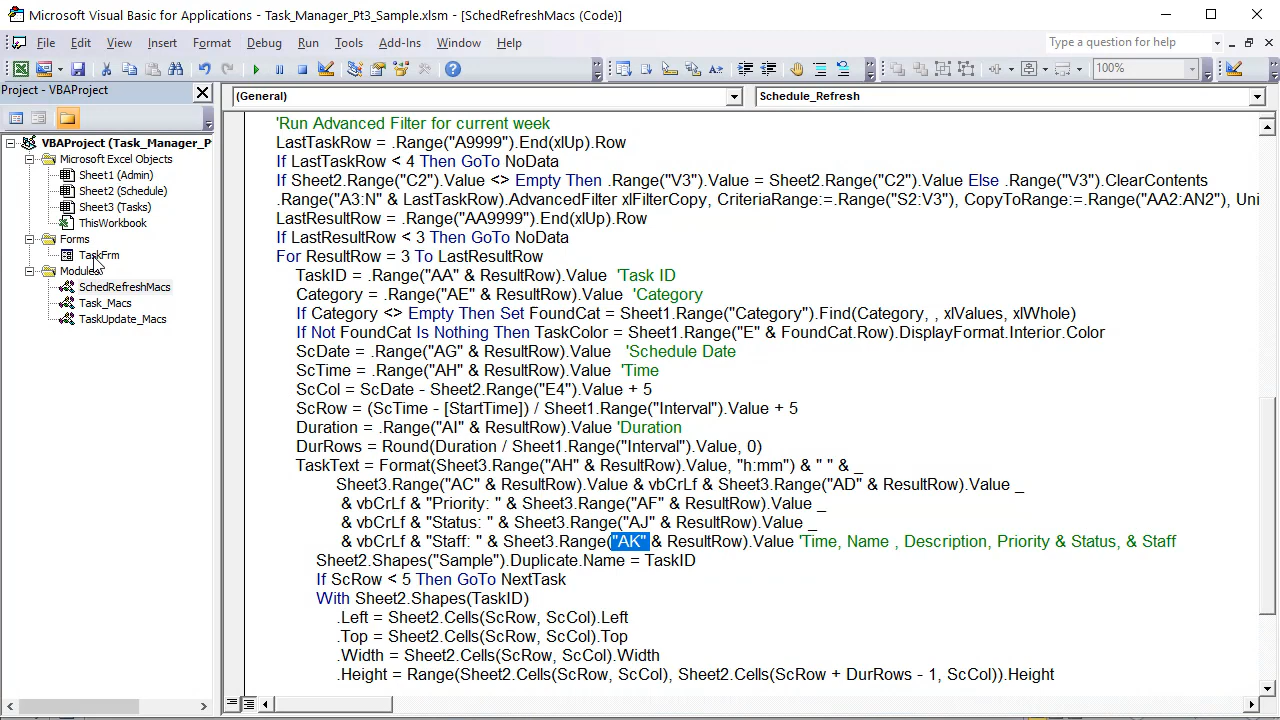 Microsoft Visual Basic for Applications - Task_Manager_Pt3_Sample.xlsm - [SchedRefreshMacs (Code)]
File Edit View Insert Format Debug Run Tools Add-Ins Window Help
Type a question for help
100%
Project - VBAProject
(General)
Schedule_Refresh
VBAProject (Task_Manager_P
Microsoft Excel Objects
Sheet1 (Admin)
Sheet2 (Schedule)
Sheet3 (Tasks)
ThisWorkbook
Forms
TaskFrm
Modules
SchedRefreshMacs
Task_Macs
TaskUpdate_Macs
'Run Advanced Filter for current week
LastTaskRow = .Range("A9999").End(xlUp).Row
If LastTaskRow < 4 Then GoTo NoData
If Sheet2.Range("C2").Value <> Empty Then .Range("V3").Value = Sheet2.Range("C2").Value Else .Range("V3").ClearContents
.Range("A3:N" & LastTaskRow).AdvancedFilter xlFilterCopy, CriteriaRange:=.Range("S2:V3"), CopyToRange:=.Range("AA2:AN2"), Uni
LastResultRow = .Range("AA9999").End(xlUp).Row
If LastResultRow < 3 Then GoTo NoData
For ResultRow = 3 To LastResultRow
TaskID = .Range("AA" & ResultRow).Value 'Task ID
Category = .Range("AE" & ResultRow).Value 'Category
If Category <> Empty Then Set FoundCat = Sheet1.Range("Category").Find(Category, , xlValues, xlWhole)
If Not FoundCat Is Nothing Then TaskColor = Sheet1.Range("E" & FoundCat.Row).DisplayFormat.Interior.Color
ScDate = .Range("AG" & ResultRow).Value 'Schedule Date
ScTime = .Range("AH" & ResultRow).Value 'Time
ScCol = ScDate - Sheet2.Range("E4").Value + 5
ScRow = (ScTime - [StartTime]) / Sheet1.Range("Interval").Value + 5
Duration = .Range("AI" & ResultRow).Value 'Duration
DurRows = Round(Duration / Sheet1.Range("Interval").Value, 0)
TaskText = Format(Sheet3.Range("AH" & ResultRow).Value, "h:mm") & " " & _
Sheet3.Range("AC" & ResultRow).Value & vbCrLf & Sheet3.Range("AD" & ResultRow).Value _
& vbCrLf & "Priority: " & Sheet3.Range("AF" & ResultRow).Value _
& vbCrLf & "Status: " & Sheet3.Range("AJ" & ResultRow).Value _
& vbCrLf & "Staff: " & Sheet3.Range("AK" & ResultRow).Value 'Time, Name , Description, Priority & Status, & Staff
Sheet2.Shapes("Sample").Duplicate.Name = TaskID
If ScRow < 5 Then GoTo NextTask
With Sheet2.Shapes(TaskID)
.Left = Sheet2.Cells(ScRow, ScCol).Left
.Top = Sheet2.Cells(ScRow, ScCol).Top
.Width = Sheet2.Cells(ScRow, ScCol).Width
.Height = Range(Sheet2.Cells(ScRow, ScCol), Sheet2.Cells(ScRow + DurRows - 1, ScCol)).Height